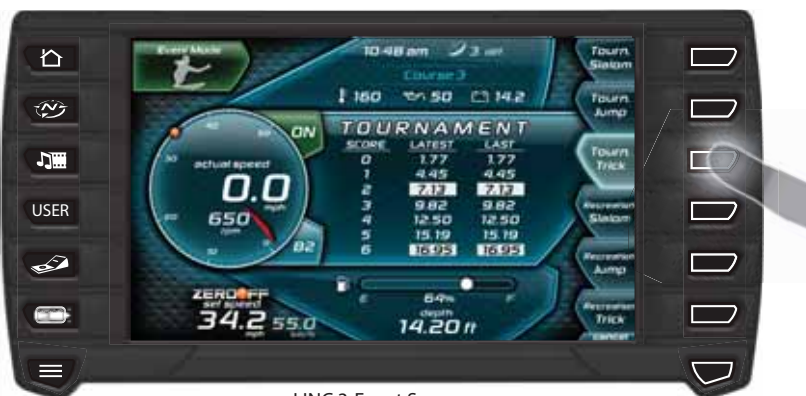 Event Mode
10:48 am 3 off
Course 3
160 50 14.2
Tourn. Slalom
Tourn. Jump
Tourn Trick
Recreation Slalom
Recreation Jump
Recreation Trick
cancel
USER
ON
actual speed
0.0
mph
650
rpm
B2
TOURNAMENT
SCORE LATEST LAST
0 1.77 1.77
1 4.45 4.45
2 7.13 7.13
3 9.82 9.82
4 12.50 12.50
5 15.19 15.19
6 16.95 16.95
E 64% F
ZEROFF
set speed
34.2 55.0
mph
depth
14.20 ft